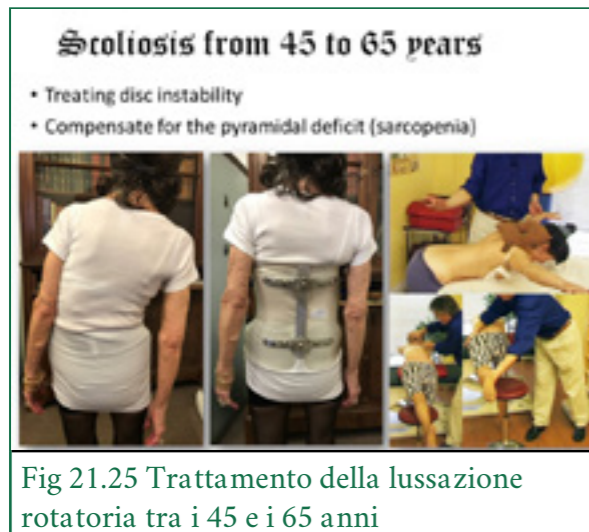 Scoliosis from 45 to 65 years
• Treating disc instability
• Compensate for the pyramidal deficit (sarcopenia)
Fig 21.25 Trattamento della lussazione
rotatoria tra i 45 e i 65 anni